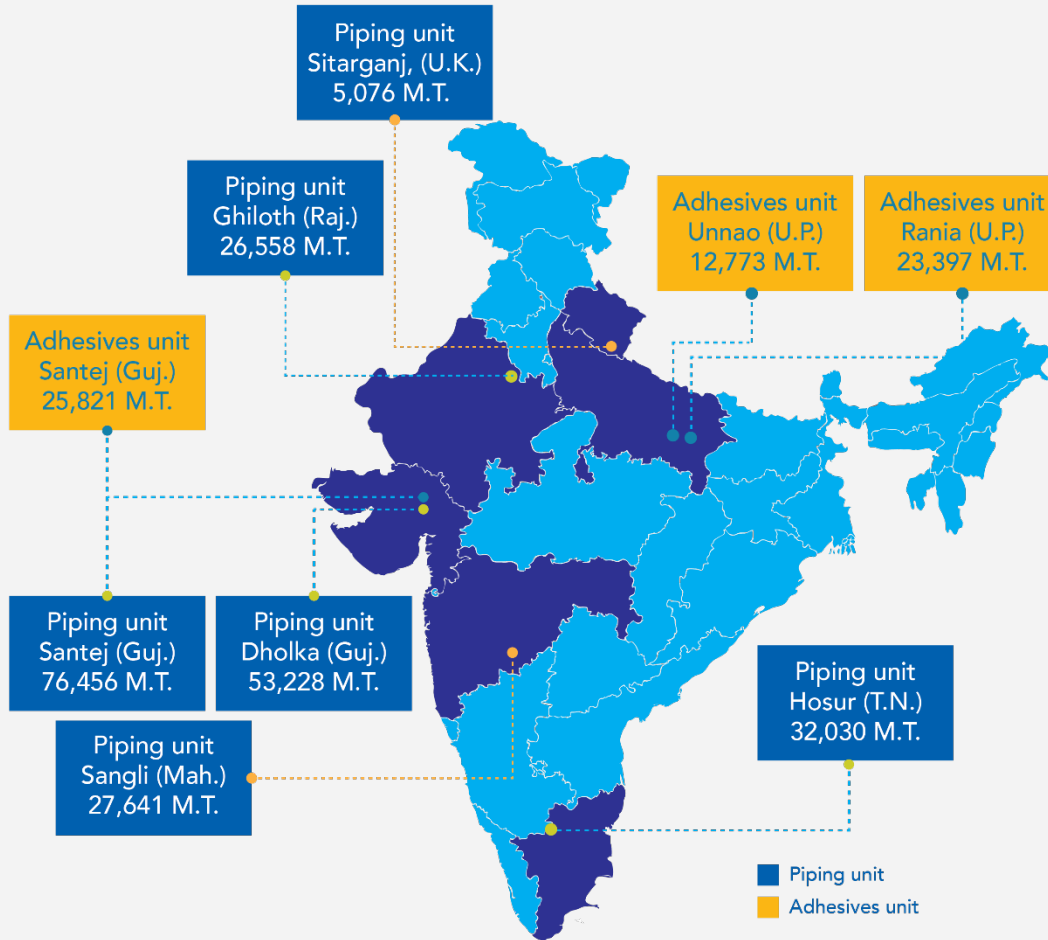 Piping unit
Sitarganj, (U.K.)
5,076 M.T.
Piping unit
Ghiloth (Raj.)
26,558 M.T.
Adhesives unit
Unnao (U.P.)
12,773 M.T.
Adhesives unit
Rania (U.P.)
23,397 M.T.
Adhesives unit
Santej (Guj.)
25,821 M.T.
Piping unit
Santej (Guj.)
76,456 M.T.
Piping unit
Dholka (Guj.)
53,228 M.T.
Piping unit
Hosur (T.N.)
32,030 M.T.
Piping unit
Sangli (Mah.)
27,641 M.T.
Piping unit
Adhesives unit